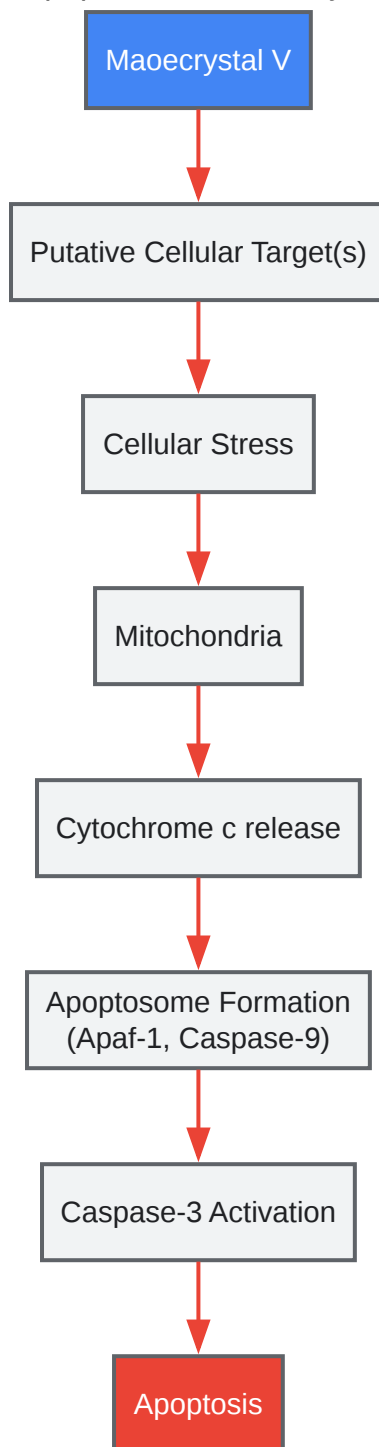 Maoecrystal V
Putative Cellular Target(s)
Cellular Stress
Mitochondria
Cytochrome c release
Apoptosome Formation
(Apaf-1, Caspase-9)
Caspase-3 Activation
Apoptosis